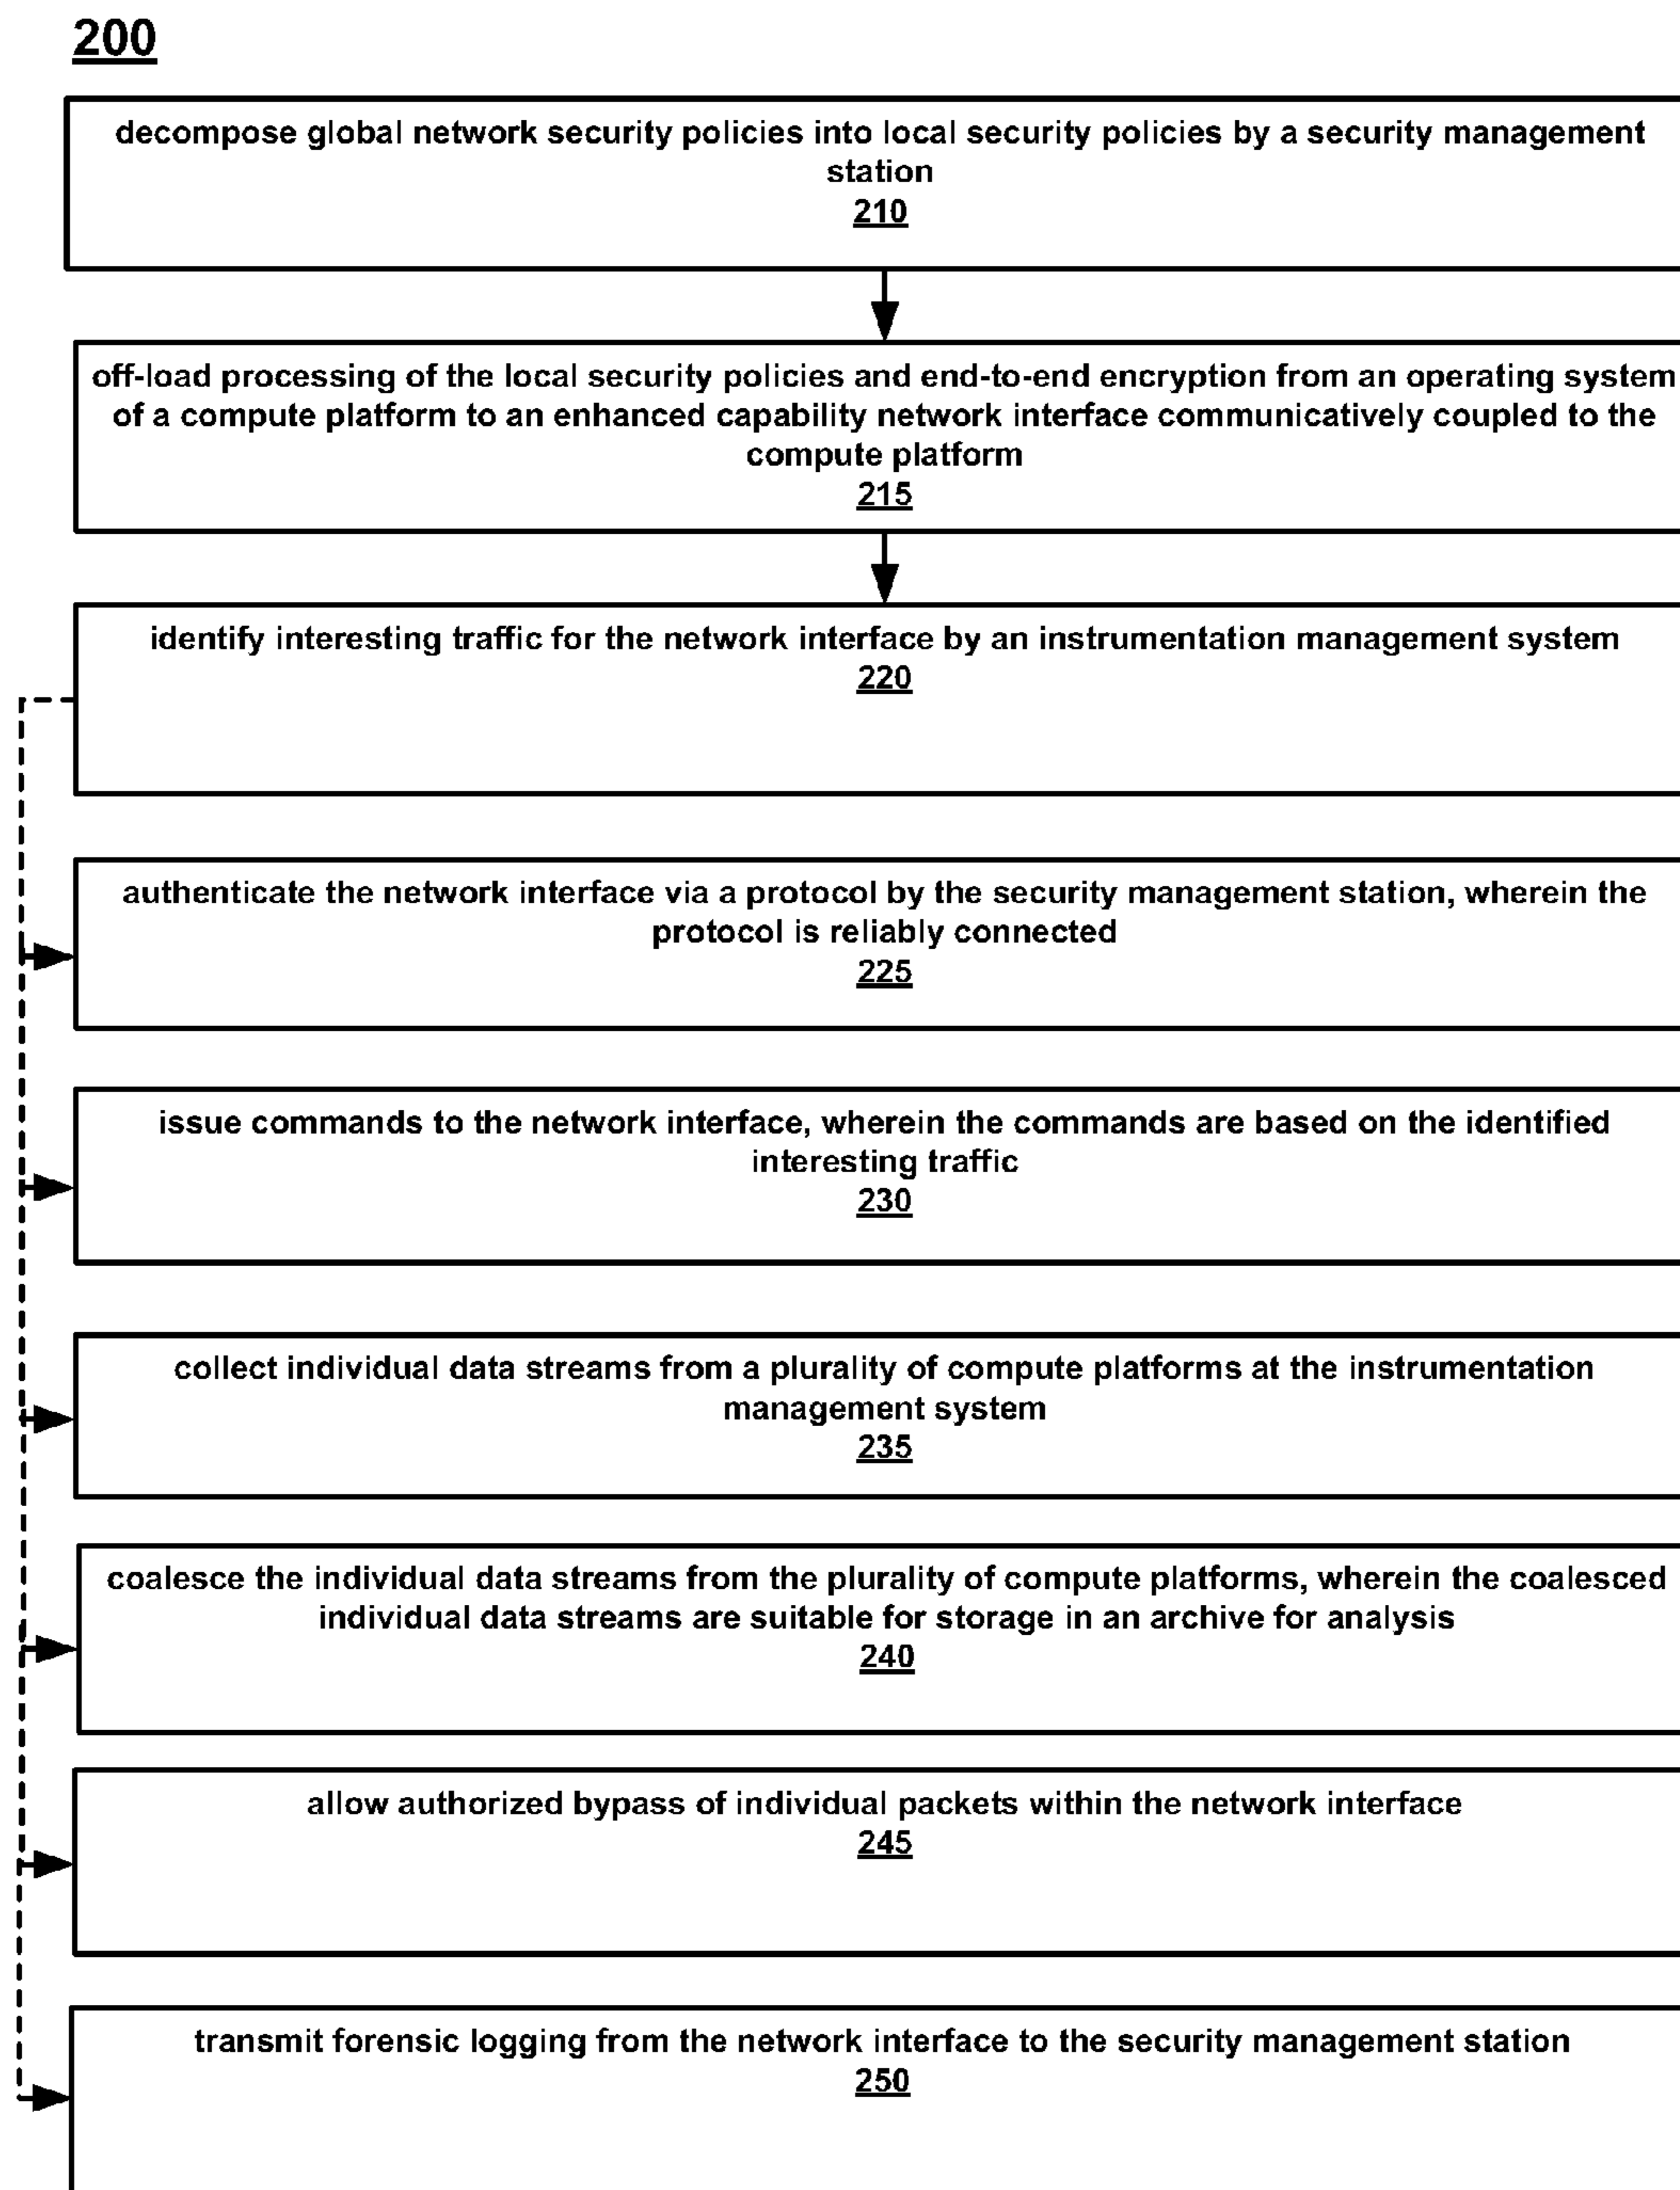 200
decompose global network security policies into local security policies by a security management
station
210
off-load processing of the local security policies and end-to-end encryption from an operating system
of a compute platform to an enhanced capability network interface communicatively coupled to the
compute platform
215
identify interesting traffic for the network interface by an instrumentation management system
220
authenticate the network interface via a protocol by the security management station, wherein the
protocol is reliably connected
225
issue commands to the network interface, wherein the commands are based on the identified
interesting traffic
230
collect individual data streams from a plurality of compute platforms at the instrumentation
management system
235
coalesce the individual data streams from the plurality of compute platforms, wherein the coalesced
individual data streams are suitable for storage in an archive for analysis
240
allow authorized bypass of individual packets within the network interface
245
transmit forensic logging from the network interface to the security management station
250